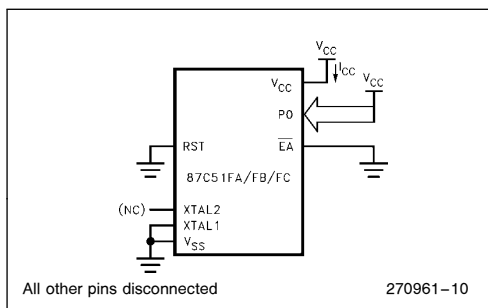 V_CC
I_CC
V_CC
V_CC
P0
RST
EA
87C51FA/FB/FC
(NC)
XTAL2
XTAL1
V_SS
All other pins disconnected
270961–10